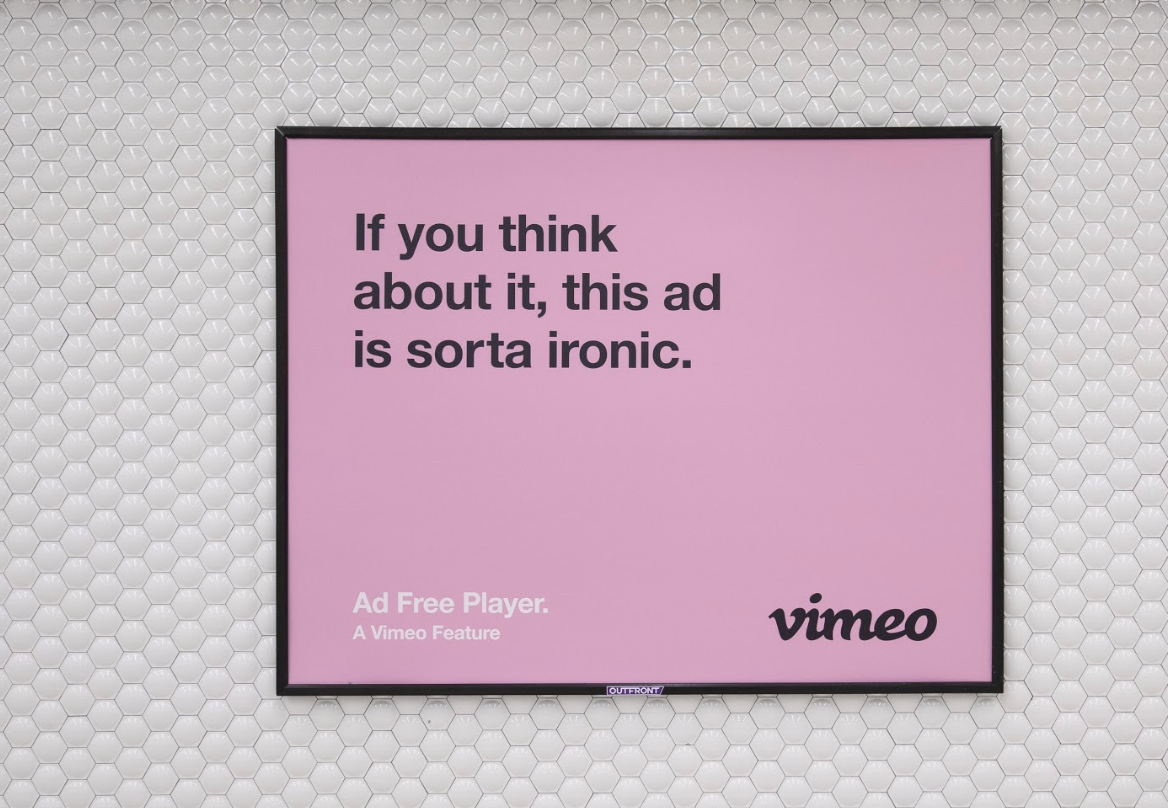 If you think
about it, this ad
is sorta ironic.
Ad Free Player.
A Vimeo Feature
vimeo
OUTFRONT/